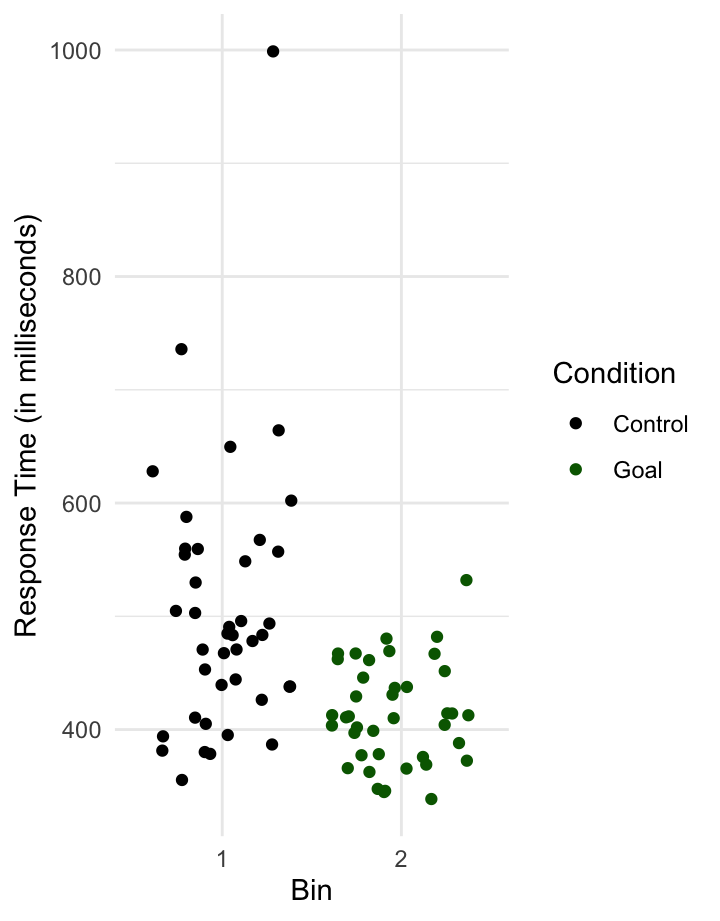 1000
800
600
400
Response Time (in milliseconds)
1
2
Bin
Condition
Control
Goal